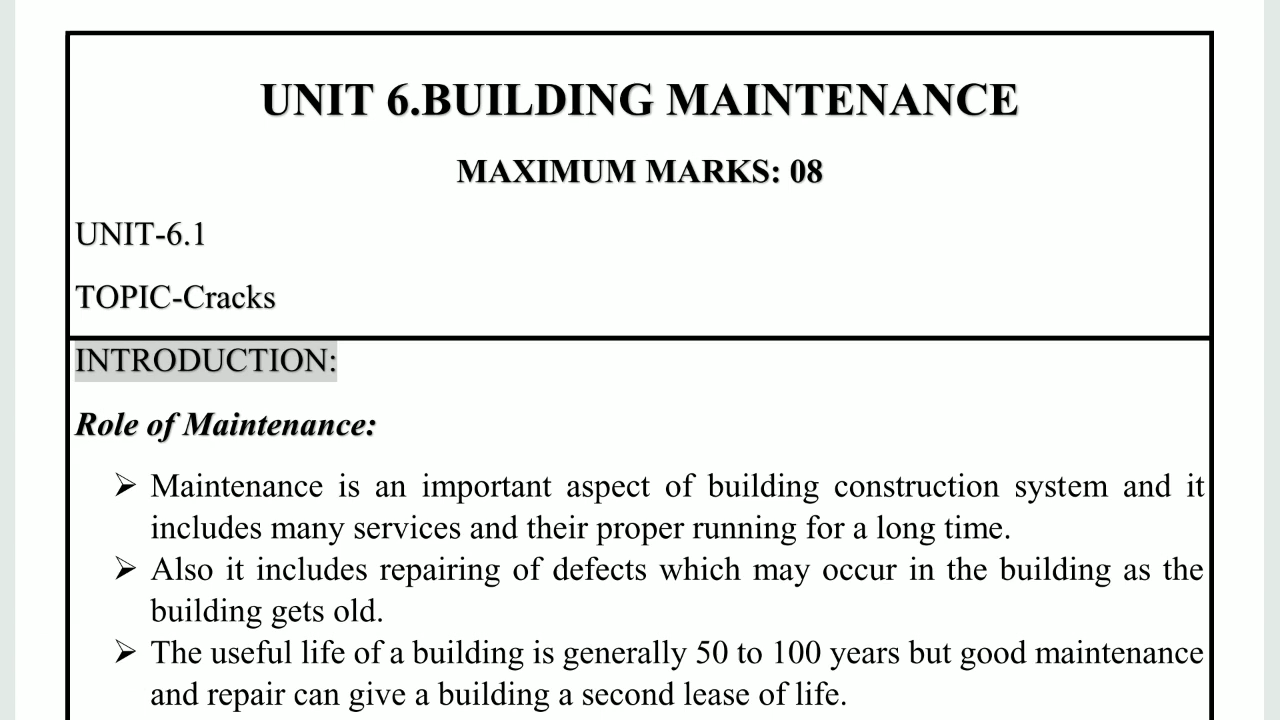 UNIT 6.BUILDING MAINTENANCE
MAXIMUM MARKS: 08
UNIT-6.1
TOPIC-Cracks
INTRODUCTION:
Role of Maintenance:
➢ Maintenance is an important aspect of building construction system and it
includes many services and their proper running for a long time.
➢ Also it includes repairing of defects which may occur in the building as the
building gets old.
➢ The useful life of a building is generally 50 to 100 years but good maintenance
and repair can give a building a second lease of life.